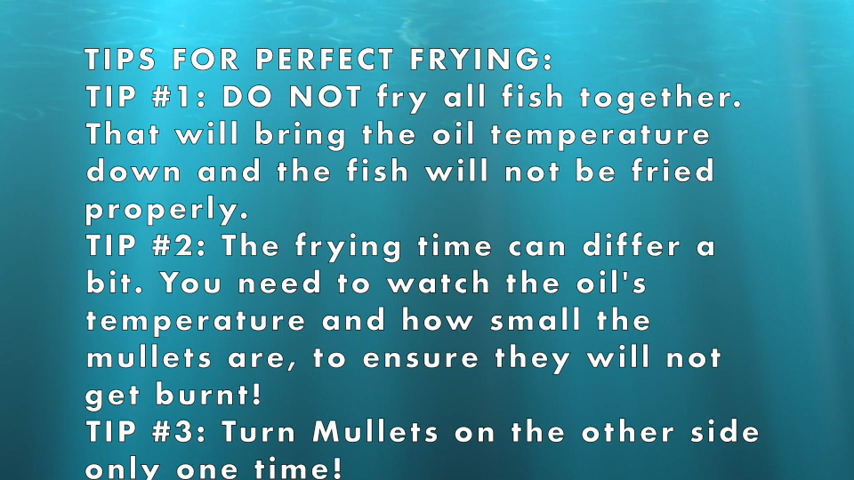 TIPS FOR PERFECT FRYING:
TIP #1: DO NOT fry all fish together.
That will bring the oil temperature
down and the fish will not be fried
properly.
TIP #2: The frying time can differ a
bit. You need to watch the oil's
temperature and how small the
mullets are, to ensure they will not
get burnt!
TIP #3: Turn Mullets on the other side
only one time!